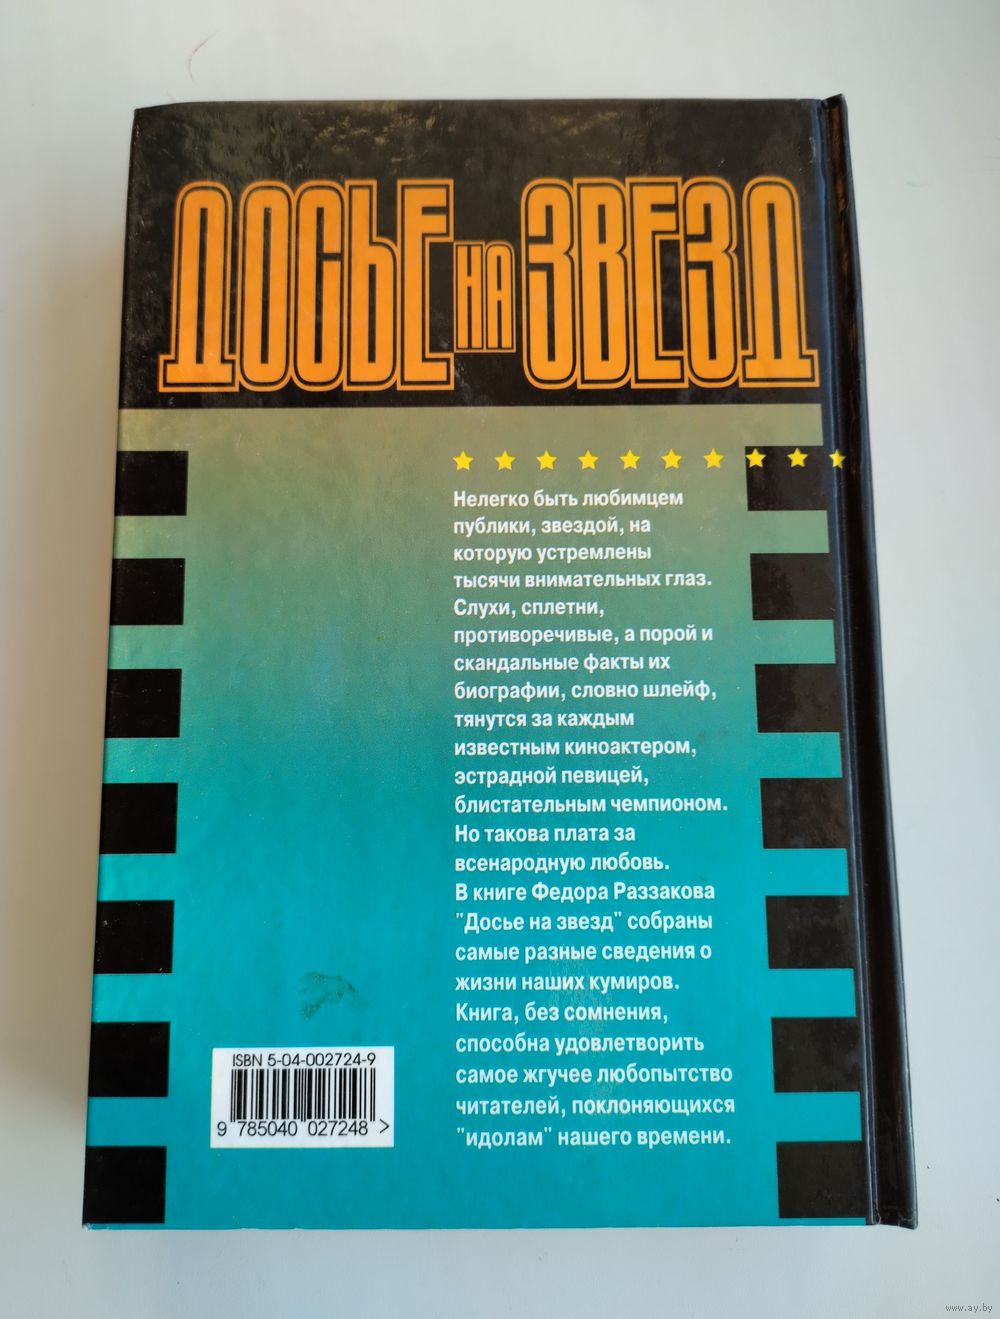 ДОСЬЕ НА ЗВЕЗД
Нелегко быть любимцем
публики, звездой, на
которую устремлены
тысячи внимательных глаз.
Слухи, сплетни,
противоречивые, а порой и
скандальные факты их
биографии, словно шлейф,
тянутся за каждым
известным киноактером,
эстрадной певицей,
блистательным чемпионом.
Но такова плата за
всенародную любовь.
В книге Федора Раззакова
"Досье на звезд" собраны
самые разные сведения о
жизни наших кумиров.
Книга, без сомнения,
способна удовлетворить
самое жгучее любопытство
читателей, поклоняющихся
"идолам" нашего времени.
ISBN 5-04-002724-9
9 785040 027248 >
www.ay.by